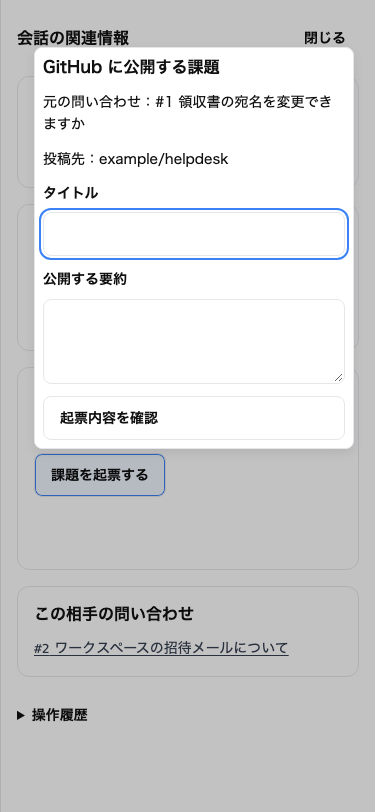 会話の関連情報
閉じる
GitHub に公開する課題
元の問い合わせ：#1 領収書の宛名を変更でき
ますか
投稿先：example/helpdesk
タイトル
公開する要約
起票内容を確認
課題を起票する
この相手の問い合わせ
#2 ワークスペースの招待メールについて
▶ 操作履歴